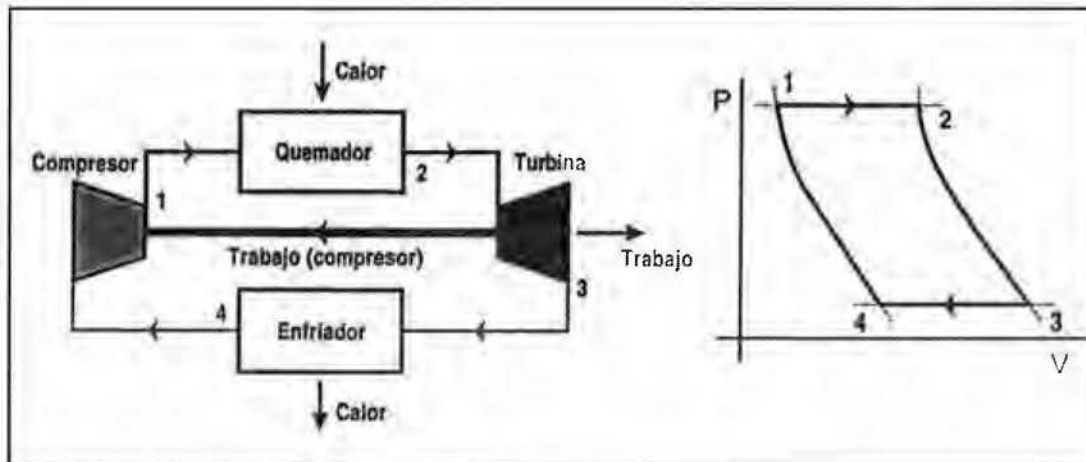 Calor
Compresor
Quemador
Turbina
1
2
Trabajo (compresor)
Trabajo
3
4
Enfriador
Calor
P
1
2
4
3
V